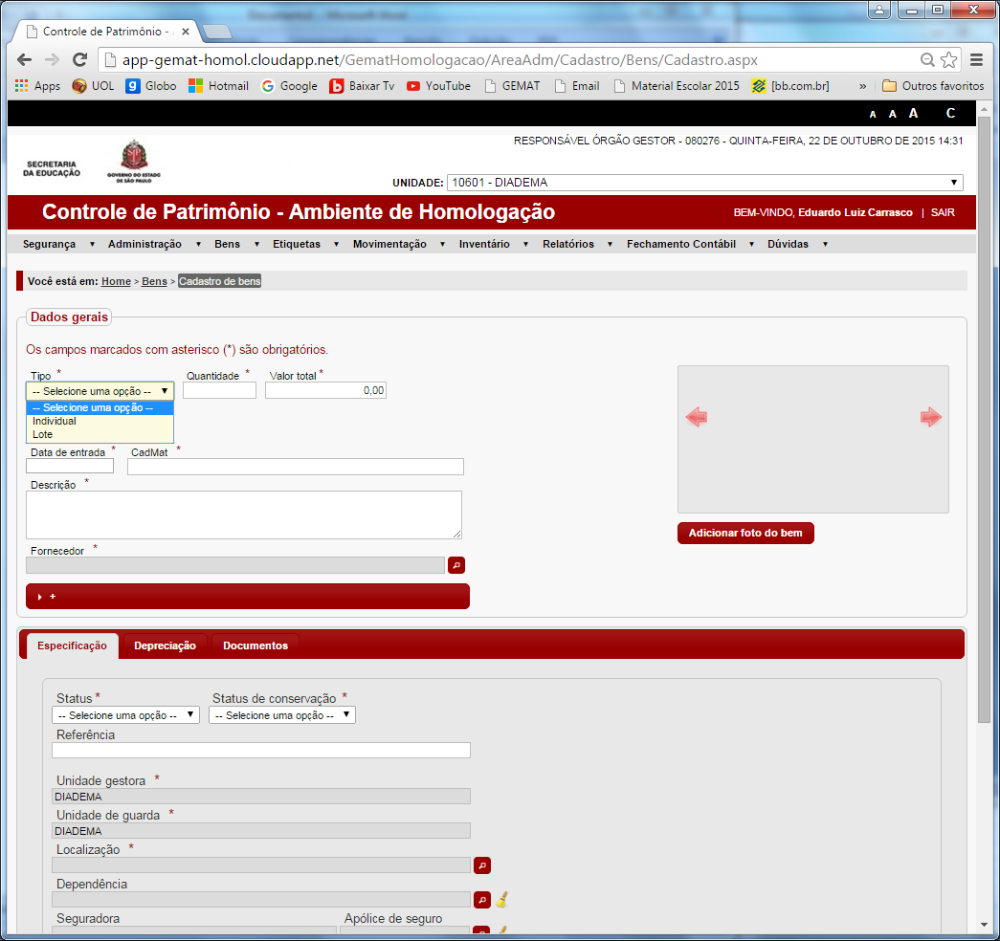 Controle de Patrimônio -
app-gemat-homol.cloudapp.net/GematHomologacao/AreaAdm/Cadastro/Bens/Cadastro.aspx
Apps UOL Globo Hotmail Google Baixar Tv YouTube GEMAT Email Material Escolar 2015 [bb.com.br] » Outros favoritos
A A A C
RESPONSÁVEL ÓRGÃO GESTOR - 080276 - QUINTA-FEIRA, 22 DE OUTUBRO DE 2015 14:31
SECRETARIA
DA EDUCAÇÃO
GOVERNO DO ESTADO
DE SÃO PAULO
UNIDADE: 10601 - DIADEMA
Controle de Patrimônio - Ambiente de Homologação
BEM-VINDO, Eduardo Luiz Carrasco | SAIR
Segurança Administração Bens Etiquetas Movimentação Inventário Relatórios Fechamento Contábil Dúvidas
Você está em: Home > Bens > Cadastro de bens
Dados gerais
Os campos marcados com asterisco (*) são obrigatórios.
Tipo * Quantidade * Valor total *
-- Selecione uma opção -- 0,00
-- Selecione uma opção --
Individual
Lote
Data de entrada * CadMat *
Descrição *
Adicionar foto do bem
Fornecedor *
+
Especificação Depreciação Documentos
Status * Status de conservação *
-- Selecione uma opção -- -- Selecione uma opção --
Referência
Unidade gestora *
DIADEMA
Unidade de guarda *
DIADEMA
Localização *
Dependência
Seguradora Apólice de seguro